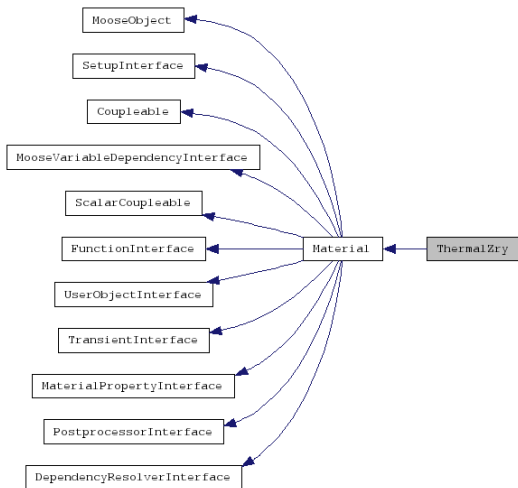 MooseObject
SetupInterface
Coupleable
MooseVariableDependencyInterface
ScalarCoupleable
FunctionInterface
Material
ThermalZry
UserObjectInterface
TransientInterface
MaterialPropertyInterface
PostprocessorInterface
DependencyResolverInterface